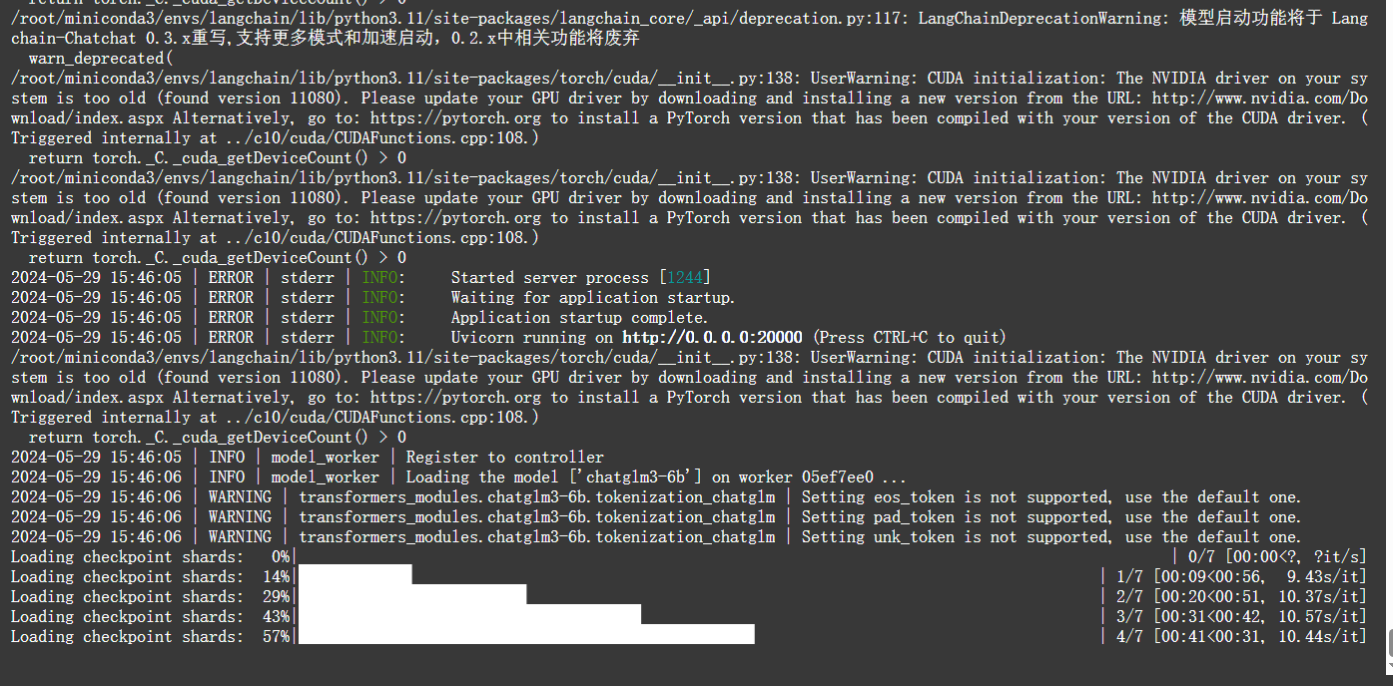 return torch._C._cuda_getDeviceCount() > 0
/root/miniconda3/envs/langchain/lib/python3.11/site-packages/langchain_core/_api/deprecation.py:117: LangChainDeprecationWarning: 模型启动功能将于 Lang
chain-Chatchat 0.3.x重写,支持更多模式和加速启动，0.2.x中相关功能将废弃
  warn_deprecated(
/root/miniconda3/envs/langchain/lib/python3.11/site-packages/torch/cuda/__init__.py:138: UserWarning: CUDA initialization: The NVIDIA driver on your sy
stem is too old (found version 11080). Please update your GPU driver by downloading and installing a new version from the URL: http://www.nvidia.com/Do
wnload/index.aspx Alternatively, go to: https://pytorch.org to install a PyTorch version that has been compiled with your version of the CUDA driver. (
Triggered internally at ../c10/cuda/CUDAFunctions.cpp:108.)
  return torch._C._cuda_getDeviceCount() > 0
/root/miniconda3/envs/langchain/lib/python3.11/site-packages/torch/cuda/__init__.py:138: UserWarning: CUDA initialization: The NVIDIA driver on your sy
stem is too old (found version 11080). Please update your GPU driver by downloading and installing a new version from the URL: http://www.nvidia.com/Do
wnload/index.aspx Alternatively, go to: https://pytorch.org to install a PyTorch version that has been compiled with your version of the CUDA driver. (
Triggered internally at ../c10/cuda/CUDAFunctions.cpp:108.)
  return torch._C._cuda_getDeviceCount() > 0
2024-05-29 15:46:05 | ERROR | stderr | INFO:     Started server process [1244]
2024-05-29 15:46:05 | ERROR | stderr | INFO:     Waiting for application startup.
2024-05-29 15:46:05 | ERROR | stderr | INFO:     Application startup complete.
2024-05-29 15:46:05 | ERROR | stderr | INFO:     Uvicorn running on http://0.0.0.0:20000 (Press CTRL+C to quit)
/root/miniconda3/envs/langchain/lib/python3.11/site-packages/torch/cuda/__init__.py:138: UserWarning: CUDA initialization: The NVIDIA driver on your sy
stem is too old (found version 11080). Please update your GPU driver by downloading and installing a new version from the URL: http://www.nvidia.com/Do
wnload/index.aspx Alternatively, go to: https://pytorch.org to install a PyTorch version that has been compiled with your version of the CUDA driver. (
Triggered internally at ../c10/cuda/CUDAFunctions.cpp:108.)
  return torch._C._cuda_getDeviceCount() > 0
2024-05-29 15:46:05 | INFO | model_worker | Register to controller
2024-05-29 15:46:06 | INFO | model_worker | Loading the model ['chatglm3-6b'] on worker 05ef7ee0 ...
2024-05-29 15:46:06 | WARNING | transformers_modules.chatglm3-6b.tokenization_chatglm | Setting eos_token is not supported, use the default one.
2024-05-29 15:46:06 | WARNING | transformers_modules.chatglm3-6b.tokenization_chatglm | Setting pad_token is not supported, use the default one.
2024-05-29 15:46:06 | WARNING | transformers_modules.chatglm3-6b.tokenization_chatglm | Setting unk_token is not supported, use the default one.
Loading checkpoint shards:   0%| | 0/7 [00:00<?, ?it/s]
Loading checkpoint shards:  14%| | 1/7 [00:09<00:56,  9.43s/it]
Loading checkpoint shards:  29%| | 2/7 [00:20<00:51, 10.37s/it]
Loading checkpoint shards:  43%| | 3/7 [00:31<00:42, 10.57s/it]
Loading checkpoint shards:  57%| | 4/7 [00:41<00:31, 10.44s/it]